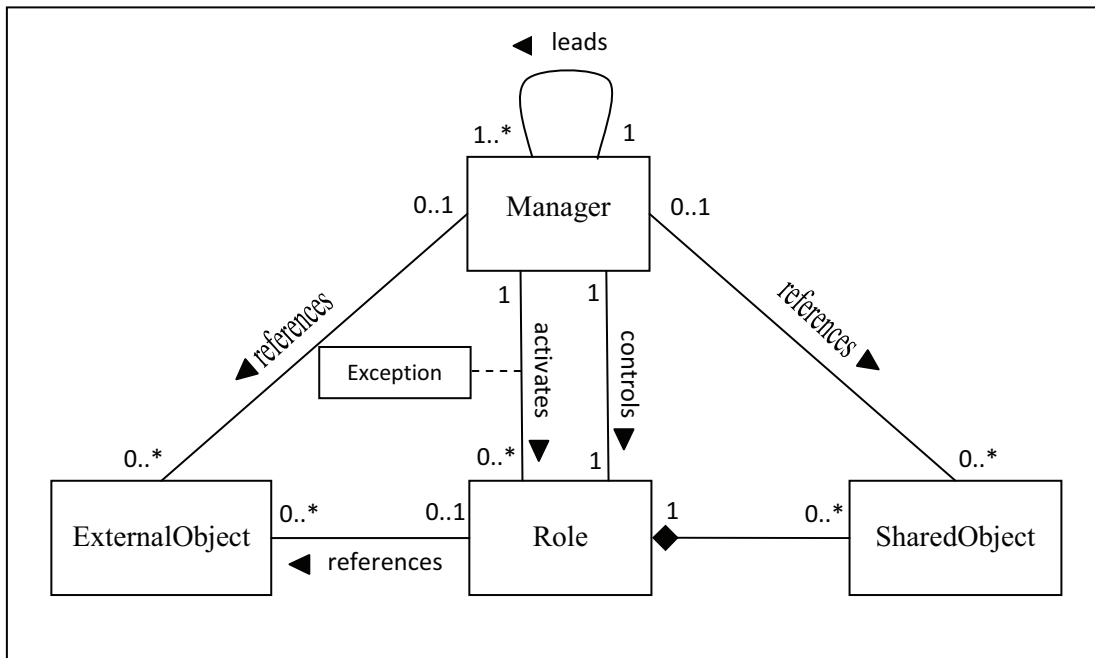 leads
1..*
1
0..1
Manager
0..1
references
1
1
references
Exception
activates
controls
0..*
0..*
1
0..*
ExternalObject
0..*
0..1
Role
1
0..*
SharedObject
references